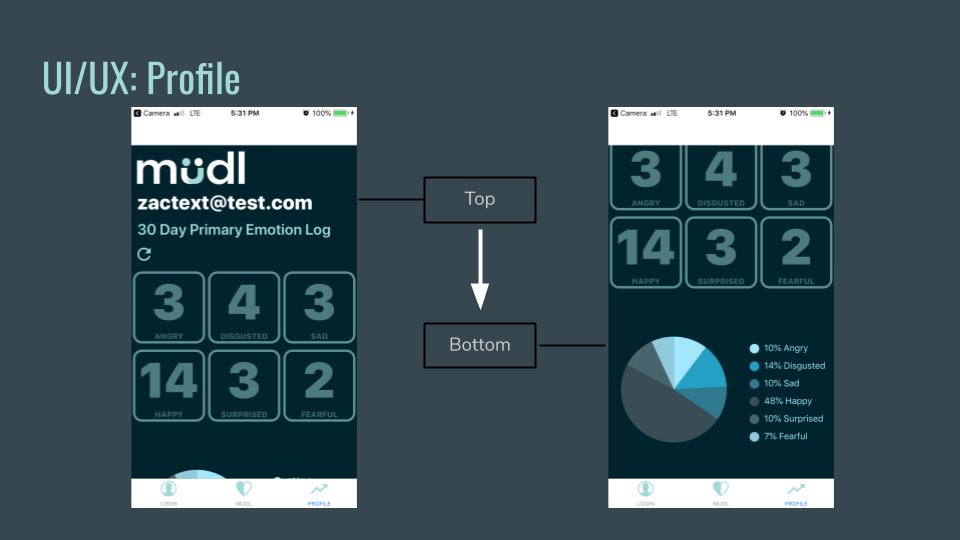 UI/UX: Profile
Camera LTE 5:31 PM 100%
müdl
zactext@test.com
30 Day Primary Emotion Log
3 4 3
ANGRY DISGUSTED SAD
14 3 2
HAPPY SURPRISED FEARFUL
LOGIN MUDL PROFILE
Top
Bottom
Camera LTE 5:31 PM 100%
3 4 3
ANGRY DISGUSTED SAD
14 3 2
HAPPY SURPRISED FEARFUL
10% Angry
14% Disgusted
10% Sad
48% Happy
10% Surprised
7% Fearful
LOGIN MUDL PROFILE